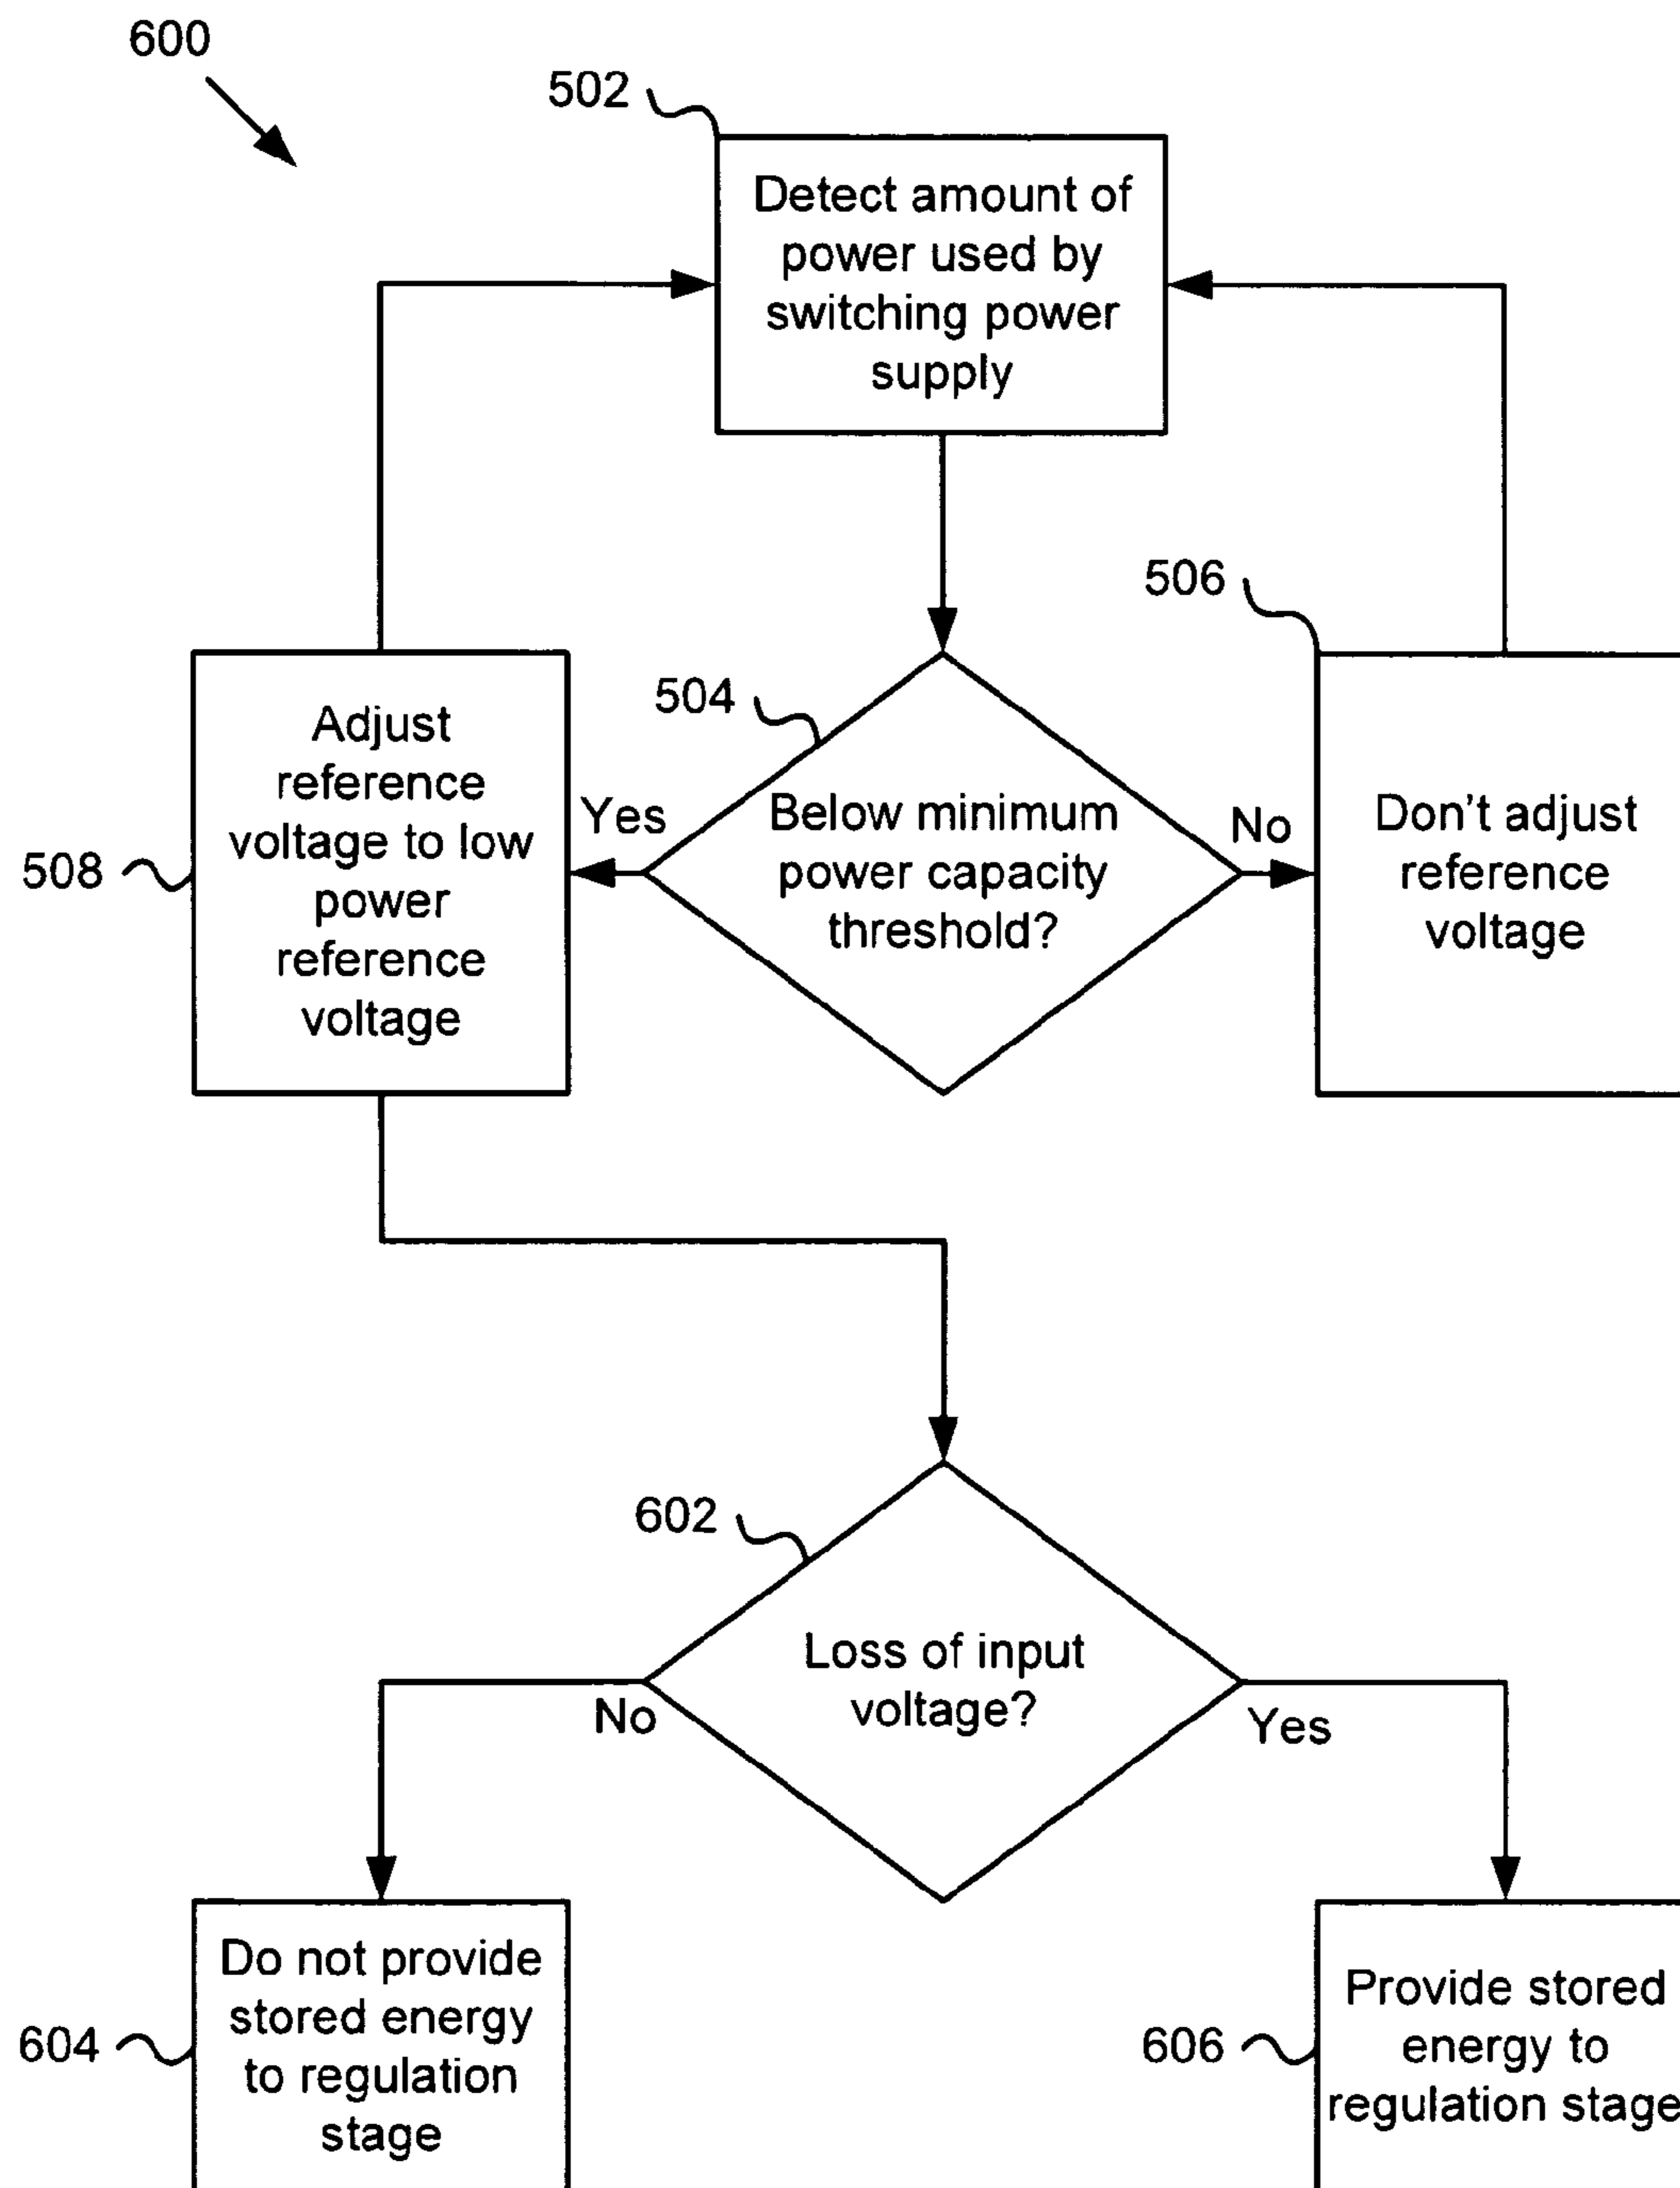 600
502
Detect amount of
power used by
switching power
supply
506
504
Adjust
reference
voltage to low
power
reference
voltage
508
Yes
Below minimum
power capacity
threshold?
No
Don't adjust
reference
voltage
602
Loss of input
voltage?
No
Yes
604
Do not provide
stored energy
to regulation
stage
606
Provide stored
energy to
regulation stage